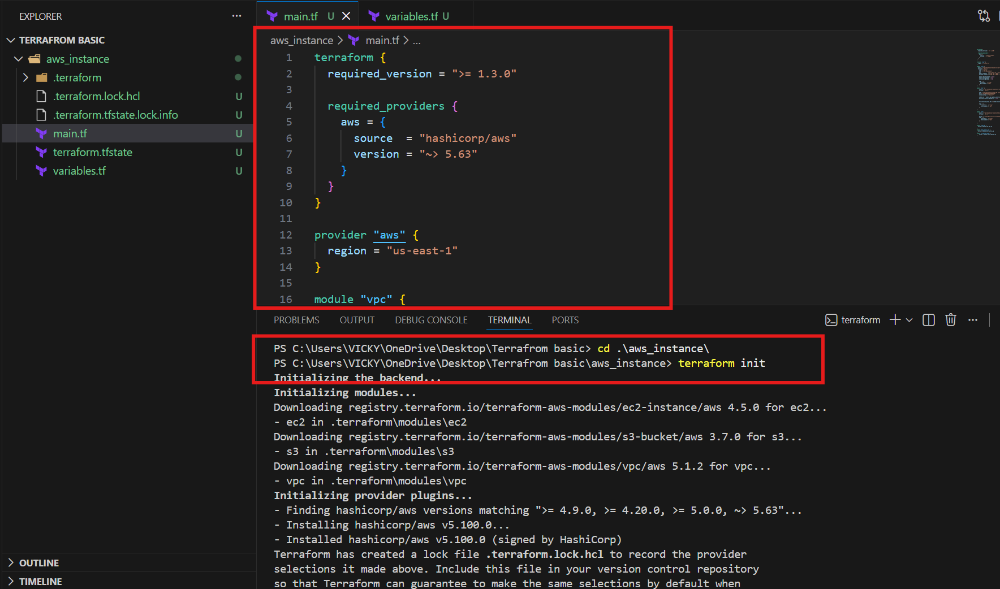 EXPLORER
TERRAFROM BASIC
aws_instance
.terraform
.terraform.lock.hcl U
.terraform.tfstate.lock.info U
main.tf U
terraform.tfstate U
variables.tf U
OUTLINE
TIMELINE
main.tf U
variables.tf U
aws_instance > main.tf > ...
1 terraform {
2 required_version = ">= 1.3.0"
3
4 required_providers {
5 aws = {
6 source  = "hashicorp/aws"
7 version = "~> 5.63"
8 }
9 }
10 }
11
12 provider "aws" {
13 region = "us-east-1"
14 }
15
16 module "vpc" {
PROBLEMS OUTPUT DEBUG CONSOLE TERMINAL PORTS
terraform
PS C:\Users\VICKY\OneDrive\Desktop\Terrafrom basic> cd .\aws_instance\
PS C:\Users\VICKY\OneDrive\Desktop\Terrafrom basic\aws_instance> terraform init
Initializing the backend...
Initializing modules...
Downloading registry.terraform.io/terraform-aws-modules/ec2-instance/aws 4.5.0 for ec2...
- ec2 in .terraform\modules\ec2
Downloading registry.terraform.io/terraform-aws-modules/s3-bucket/aws 3.7.0 for s3...
- s3 in .terraform\modules\s3
Downloading registry.terraform.io/terraform-aws-modules/vpc/aws 5.1.2 for vpc...
- vpc in .terraform\modules\vpc
Initializing provider plugins...
- Finding hashicorp/aws versions matching ">= 4.9.0, >= 4.20.0, >= 5.0.0, ~> 5.63"...
- Installing hashicorp/aws v5.100.0...
- Installed hashicorp/aws v5.100.0 (signed by HashiCorp)
Terraform has created a lock file .terraform.lock.hcl to record the provider
selections it made above. Include this file in your version control repository
so that Terraform can guarantee to make the same selections by default when